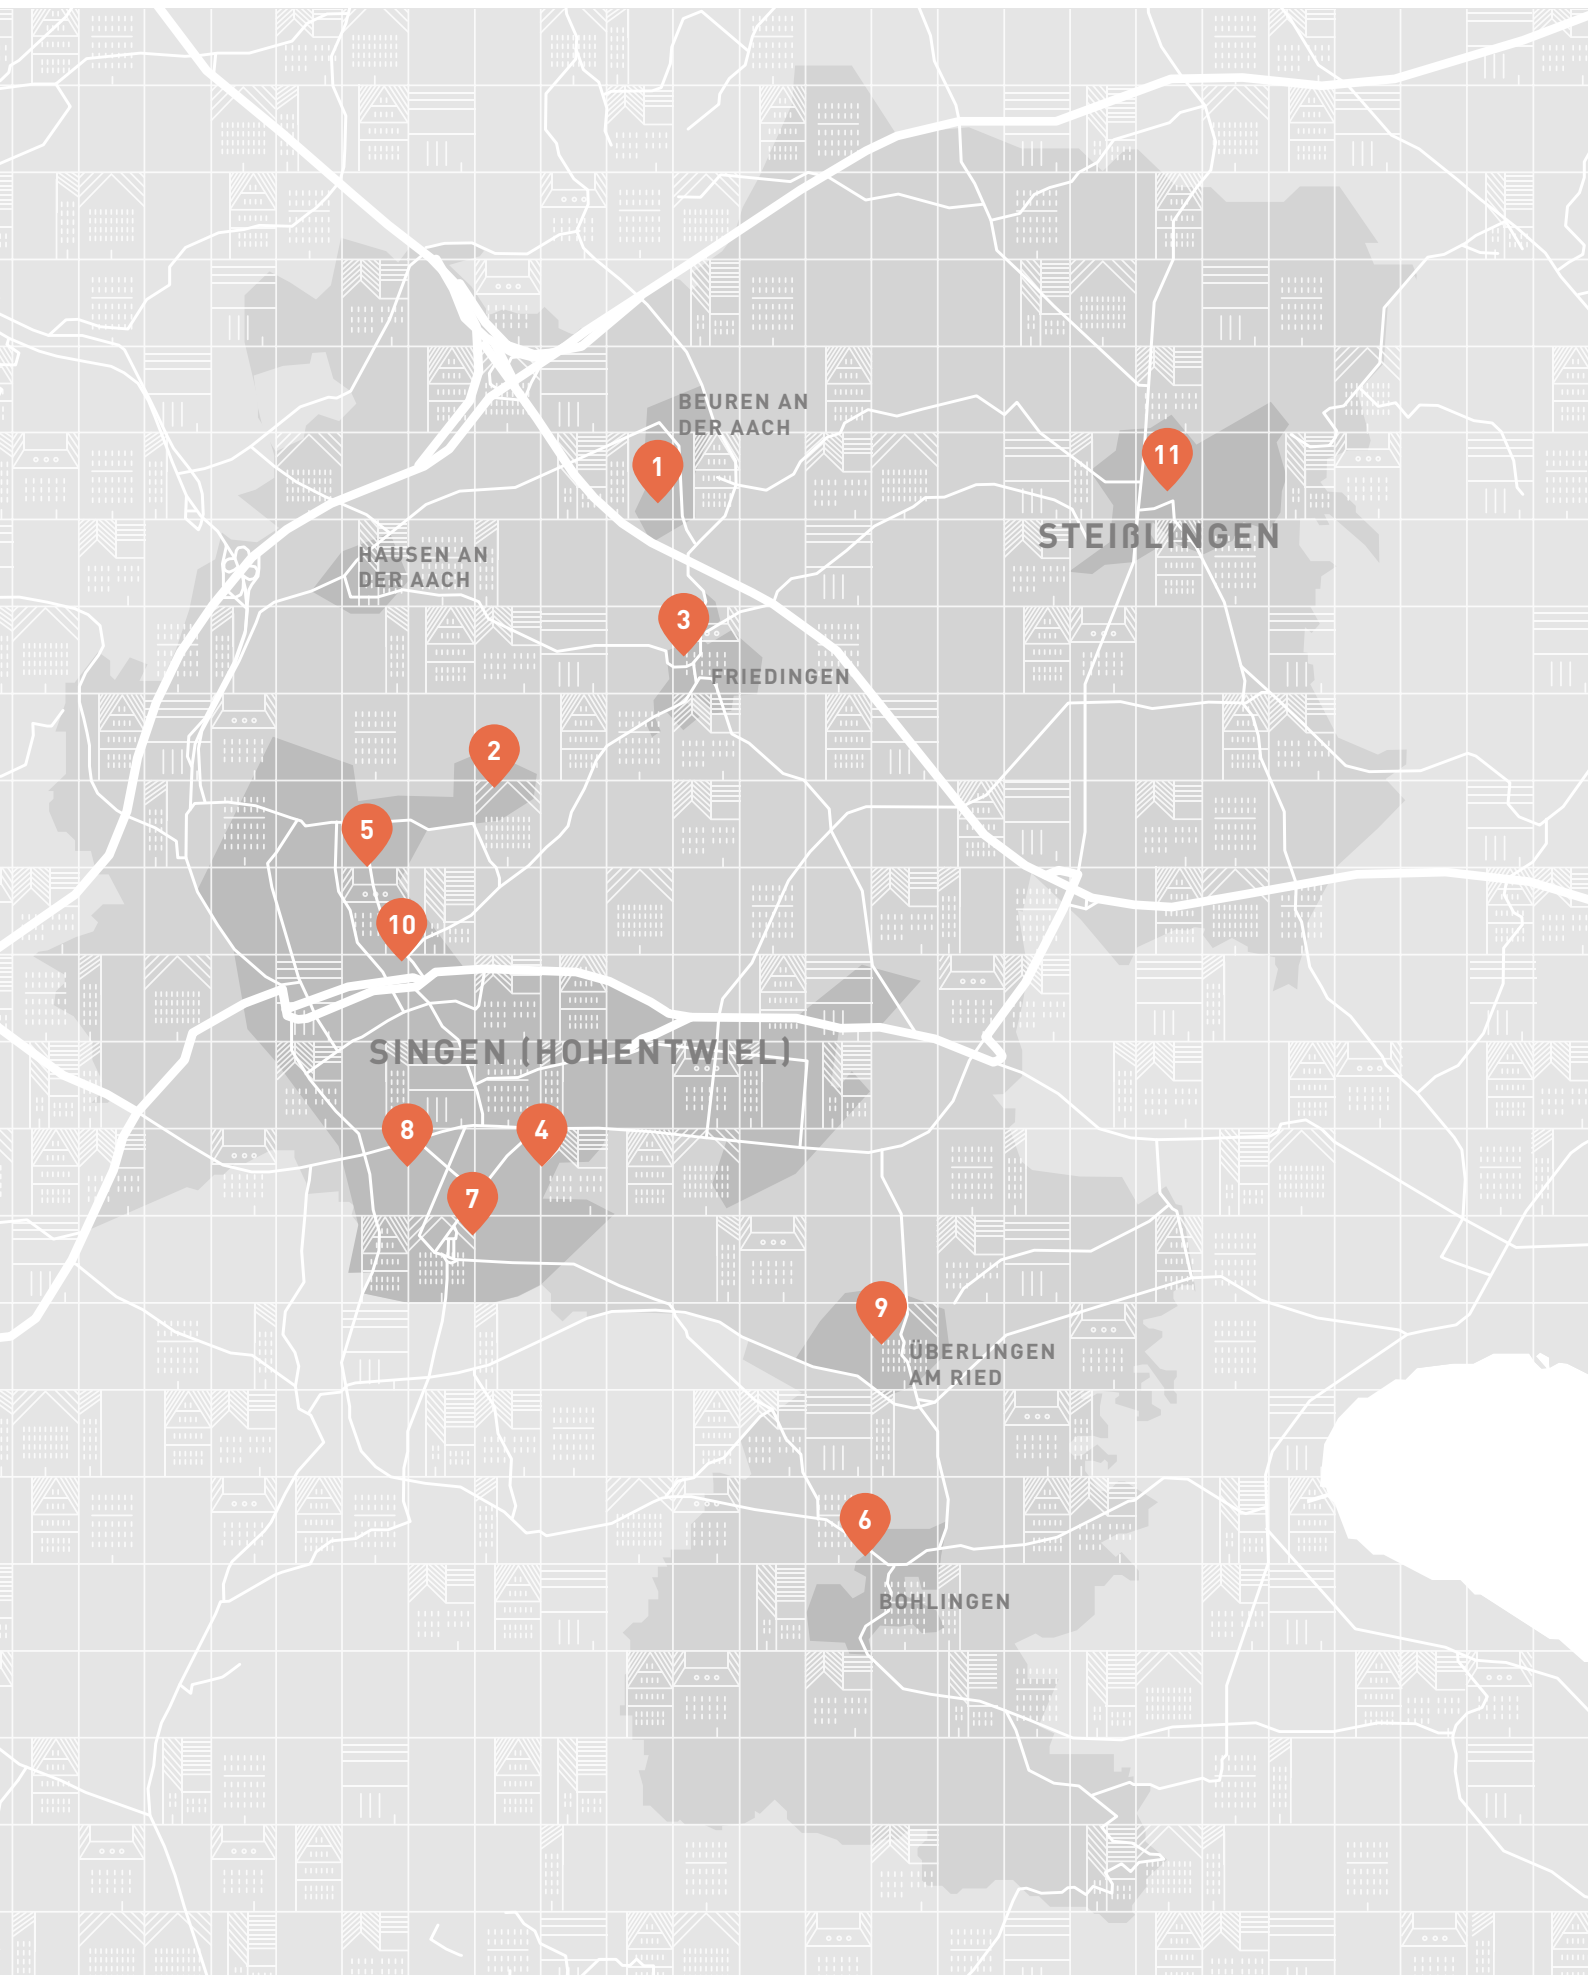 BEUREN AN
DER AACH
1
11
STEIßLINGEN
HAUSEN AN
DER AACH
3
FRIEDINGEN
2
5
10
SINGEN (HOHENTWIEL)
8
4
7
9
ÜBERLINGEN
AM RIED
6
BOHLINGEN